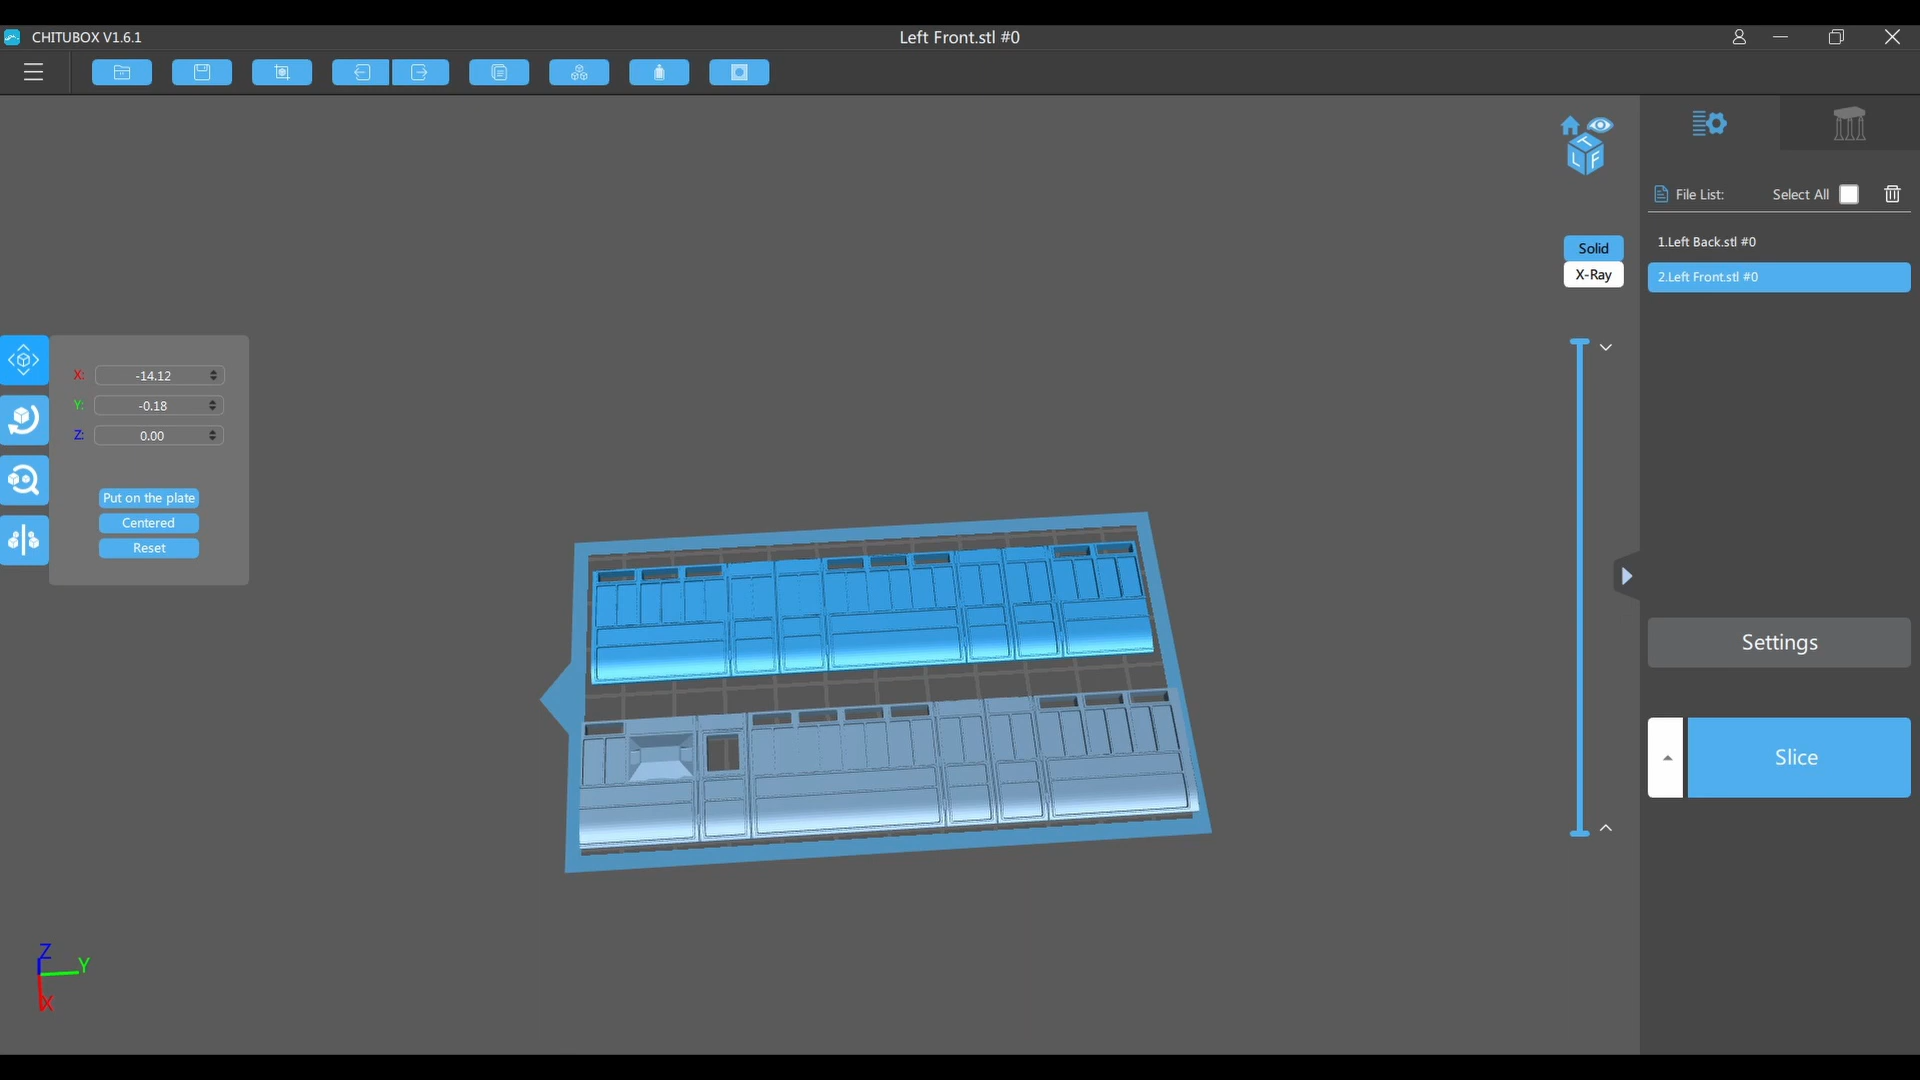 CHITUBOX V1.6.1
Left Front.stl #0
T
L F
File List:
Select All
1.Left Back.stl #0
2.Left Front.stl #0
Solid
X-Ray
X: -14.12
Y: -0.18
Z: 0.00
Put on the plate
Centered
Reset
Settings
Slice
Z
Y
X